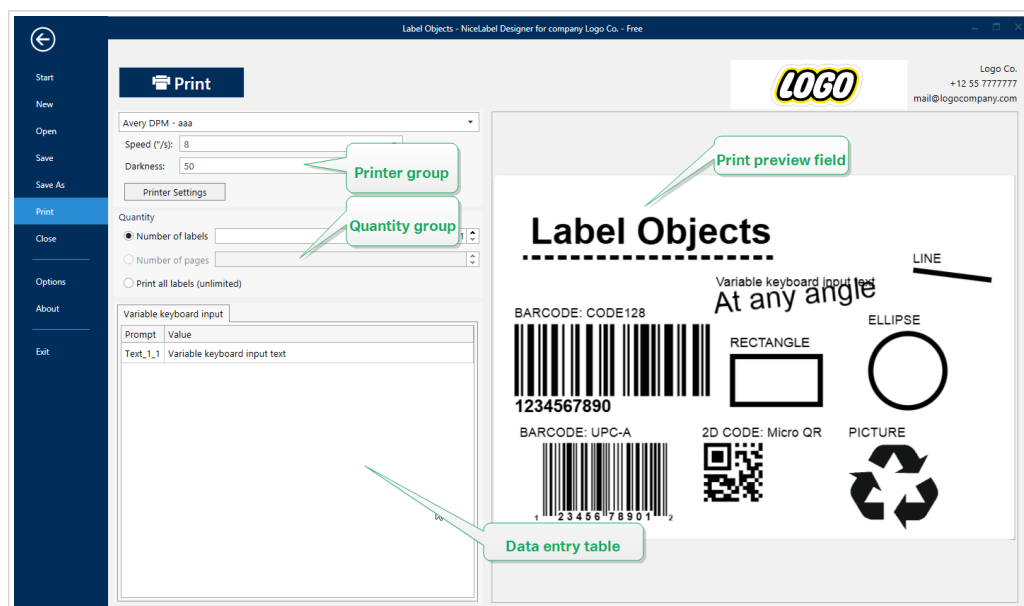 Label Objects - NiceLabel Designer for company Logo Co. - Free
Start
New
Open
Save
Save As
Print
Close
Options
About
Exit
Print
LOGO
Logo Co.
+12 55 7777777
mail@logocompany.com
Avery DPM - aaa
Speed ("/s): 8
Darkness: 50
Printer Settings
Printer group
Quantity
Number of labels 1
Number of pages
Print all labels (unlimited)
Quantity group
Variable keyboard input
Prompt Value
Text_1_1 Variable keyboard input text
Data entry table
Print preview field
Label Objects
LINE
Variable keyboard input text
At any angle
BARCODE: CODE128
1234567890
RECTANGLE
ELLIPSE
BARCODE: UPC-A
1 23456 78901 2
2D CODE: Micro QR
PICTURE